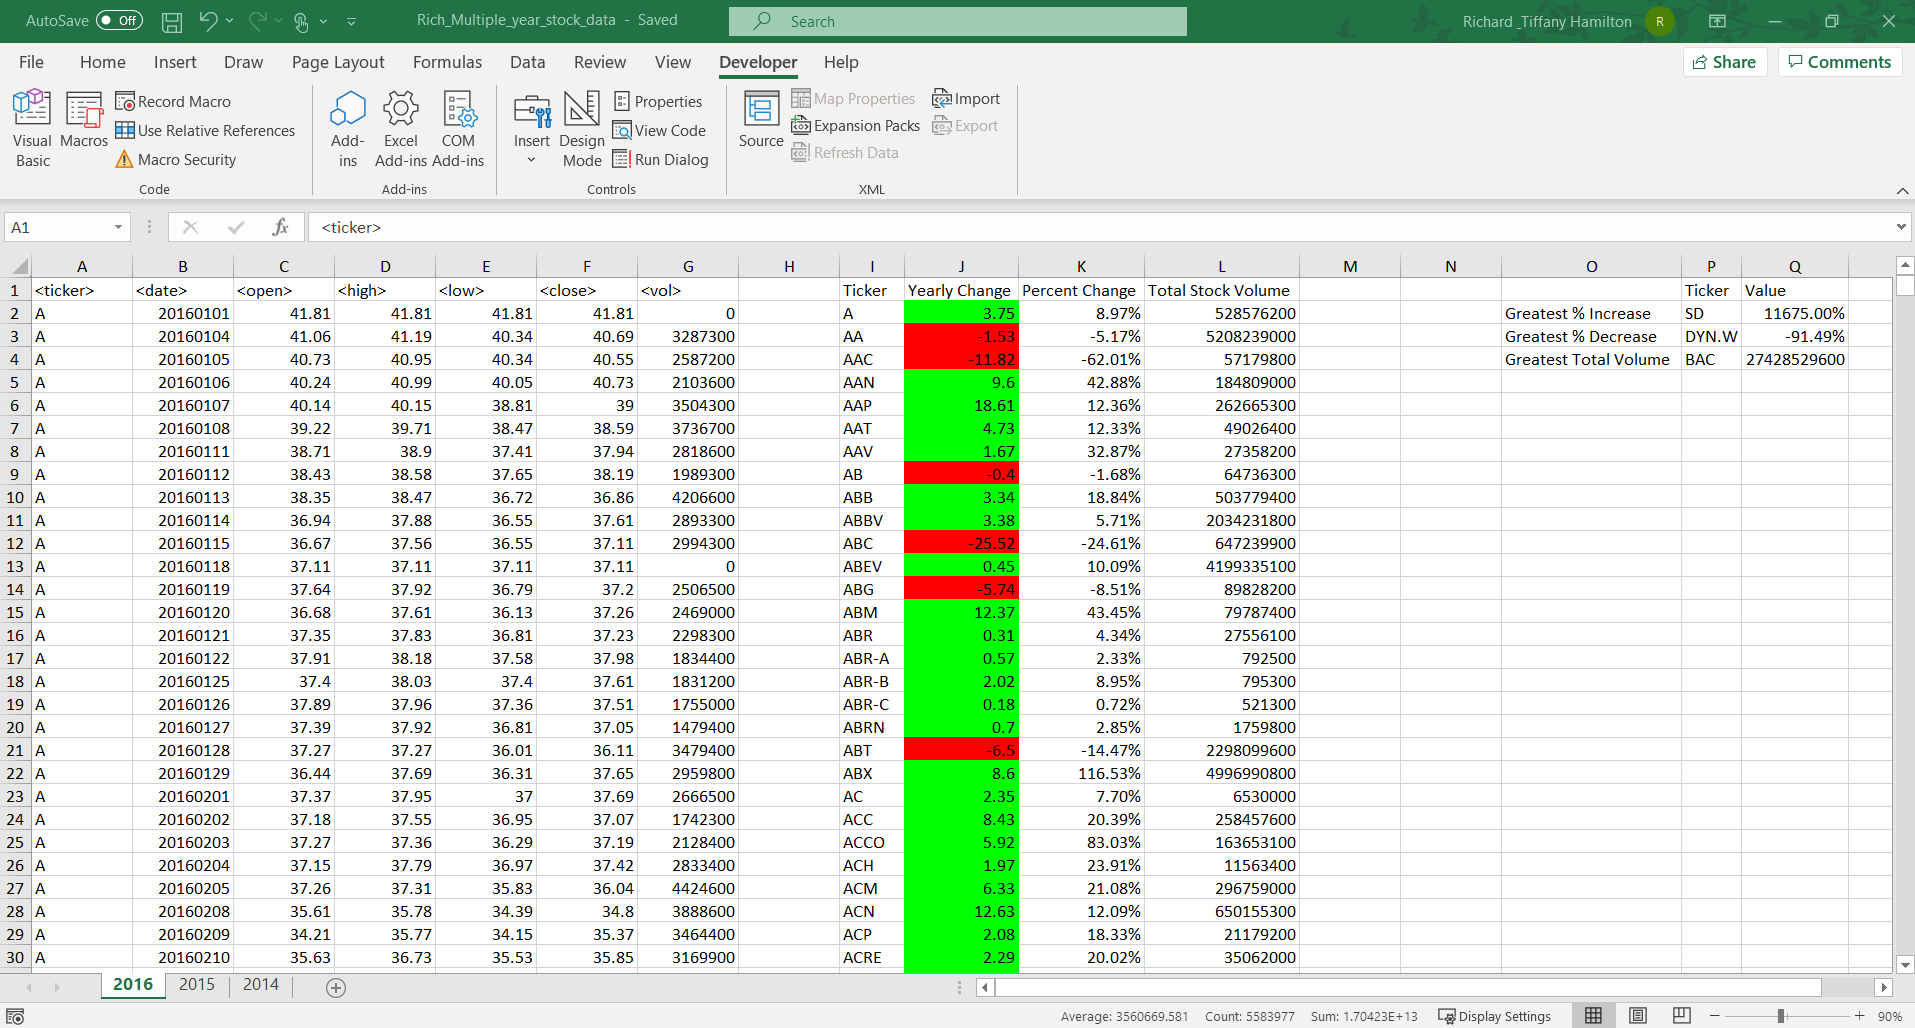 AutoSave Off Rich_Multiple_year_stock_data - Saved Search Richard_Tiffany Hamilton R
File Home Insert Draw Page Layout Formulas Data Review View Developer Help Share Comments
Visual Basic
Macros
Record Macro
Use Relative References
Macro Security
Code
Add-ins
Excel Add-ins
COM Add-ins
Add-ins
Insert
Design Mode
Properties
View Code
Run Dialog
Controls
Source
Map Properties
Expansion Packs
Refresh Data
Import
Export
XML
A1 fx <ticker>
A B C D E F G H I J K L M N O P Q
1 <ticker> <date> <open> <high> <low> <close> <vol> Ticker Yearly Change Percent Change Total Stock Volume Ticker Value
2 A 20160101 41.81 41.81 41.81 41.81 0 A 3.75 8.97% 528576200 Greatest % Increase SD 11675.00%
3 A 20160104 41.06 41.19 40.34 40.69 3287300 AA -1.53 -5.17% 5208239000 Greatest % Decrease DYN.W -91.49%
4 A 20160105 40.73 40.95 40.34 40.55 2587200 AAC -11.82 -62.01% 57179800 Greatest Total Volume BAC 27428529600
5 A 20160106 40.24 40.99 40.05 40.73 2103600 AAN 9.6 42.88% 184809000
6 A 20160107 40.14 40.15 38.81 39 3504300 AAP 18.61 12.36% 262665300
7 A 20160108 39.22 39.71 38.47 38.59 3736700 AAT 4.73 12.33% 49026400
8 A 20160111 38.71 38.9 37.41 37.94 2818600 AAV 1.67 32.87% 27358200
9 A 20160112 38.43 38.58 37.65 38.19 1989300 AB -0.4 -1.68% 64736300
10 A 20160113 38.35 38.47 36.72 36.86 4206600 ABB 3.34 18.84% 503779400
11 A 20160114 36.94 37.88 36.55 37.61 2893300 ABBV 3.38 5.71% 2034231800
12 A 20160115 36.67 37.56 36.55 37.11 2994300 ABC -25.52 -24.61% 647239900
13 A 20160118 37.11 37.11 37.11 37.11 0 ABEV 0.45 10.09% 4199335100
14 A 20160119 37.64 37.92 36.79 37.2 2506500 ABG -5.74 -8.51% 89828200
15 A 20160120 36.68 37.61 36.13 37.26 2469000 ABM 12.37 43.45% 79787400
16 A 20160121 37.35 37.83 36.81 37.23 2298300 ABR 0.31 4.34% 27556100
17 A 20160122 37.91 38.18 37.58 37.98 1834400 ABR-A 0.57 2.33% 792500
18 A 20160125 37.4 38.03 37.4 37.61 1831200 ABR-B 2.02 8.95% 795300
19 A 20160126 37.89 37.96 37.36 37.51 1755000 ABR-C 0.18 0.72% 521300
20 A 20160127 37.39 37.92 36.81 37.05 1479400 ABRN 0.7 2.85% 1759800
21 A 20160128 37.27 37.27 36.01 36.11 3479400 ABT -6.5 -14.47% 2298099600
22 A 20160129 36.44 37.69 36.31 37.65 2959800 ABX 8.6 116.53% 4996990800
23 A 20160201 37.37 37.95 37 37.69 2666500 AC 2.35 7.70% 6530000
24 A 20160202 37.18 37.55 36.95 37.07 1742300 ACC 8.43 20.39% 258457600
25 A 20160203 37.27 37.36 36.29 37.19 2128400 ACCO 5.92 83.03% 163653100
26 A 20160204 37.15 37.79 36.97 37.42 2833400 ACH 1.97 23.91% 11563400
27 A 20160205 37.26 37.31 35.83 36.04 4424600 ACM 6.33 21.08% 296759000
28 A 20160208 35.61 35.78 34.39 34.8 3888600 ACN 12.63 12.09% 650155300
29 A 20160209 34.21 35.77 34.15 35.37 3464400 ACP 2.08 18.33% 21179200
30 A 20160210 35.63 36.73 35.53 35.85 3169900 ACRE 2.29 20.02% 35062000
2016 2015 2014
Average: 3560669.581 Count: 5583977 Sum: 1.70423E+13 Display Settings 90%